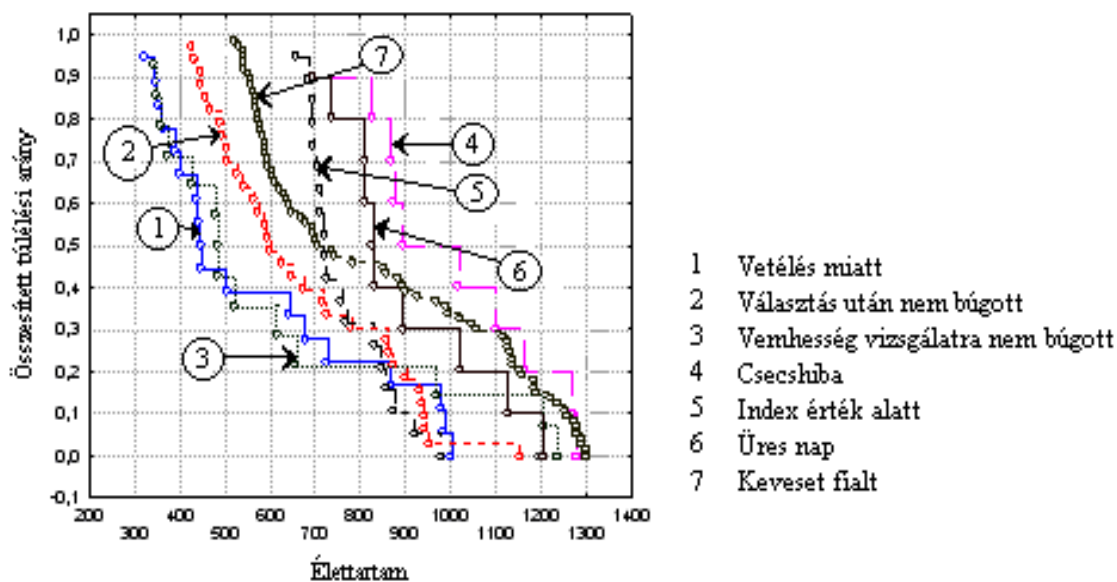 Összesített túlélési arány
1,0
0,9
0,8
0,7
0,6
0,5
0,4
0,3
0,2
0,1
0,0
-0,1
200 400 600 800 1000 1200 1400
300 500 700 900 1100 1300
Élettartam
7
2
4
5
1
6
3
1 Vetélés miatt
2 Választás után nem búgott
3 Vemhesség vizsgálatra nem búgott
4 Csecshiba
5 Index érték alatt
6 Üres nap
7 Keveset fialt